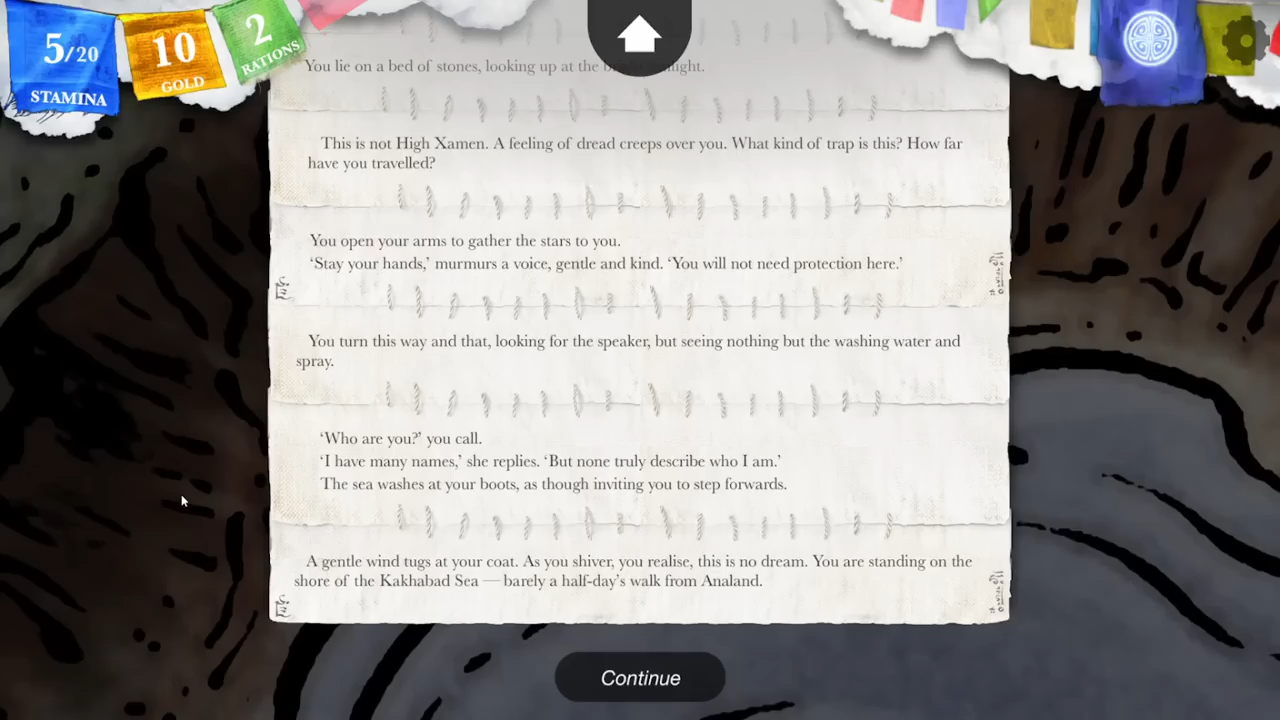 5/20
STAMINA
10
GOLD
2
RATIONS
You lie on a bed of stones, looking up at the light.
This is not High Xamen. A feeling of dread creeps over you. What kind of trap is this? How far
have you travelled?
You open your arms to gather the stars to you.
‘Stay your hands,’ murmurs a voice, gentle and kind. ‘You will not need protection here.’
You turn this way and that, looking for the speaker, but seeing nothing but the washing water and
spray.
‘Who are you?’ you call.
‘I have many names,’ she replies. ‘But none truly describe who I am.’
The sea washes at your boots, as though inviting you to step forwards.
A gentle wind tugs at your coat. As you shiver, you realise, this is no dream. You are standing on the
shore of the Kakhabad Sea — barely a half-day’s walk from Analand.
Continue